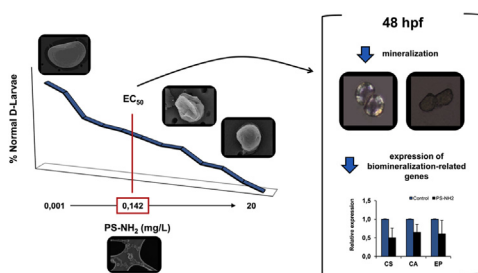 % Normal D-Larvae
EC50
0,001
0,142
20
PS-NH2 (mg/L)
48 hpf
mineralization
expression of
biomineralization-related
genes
Control
PS-NH2
Relative expression
1,5
1,0
0,5
0,0
CS
CA
EP